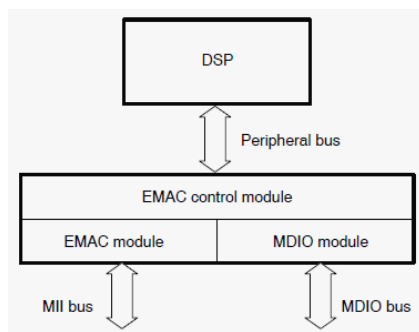 DSP
Peripheral bus
EMAC control module
EMAC module
MDIO module
MII bus
MDIO bus